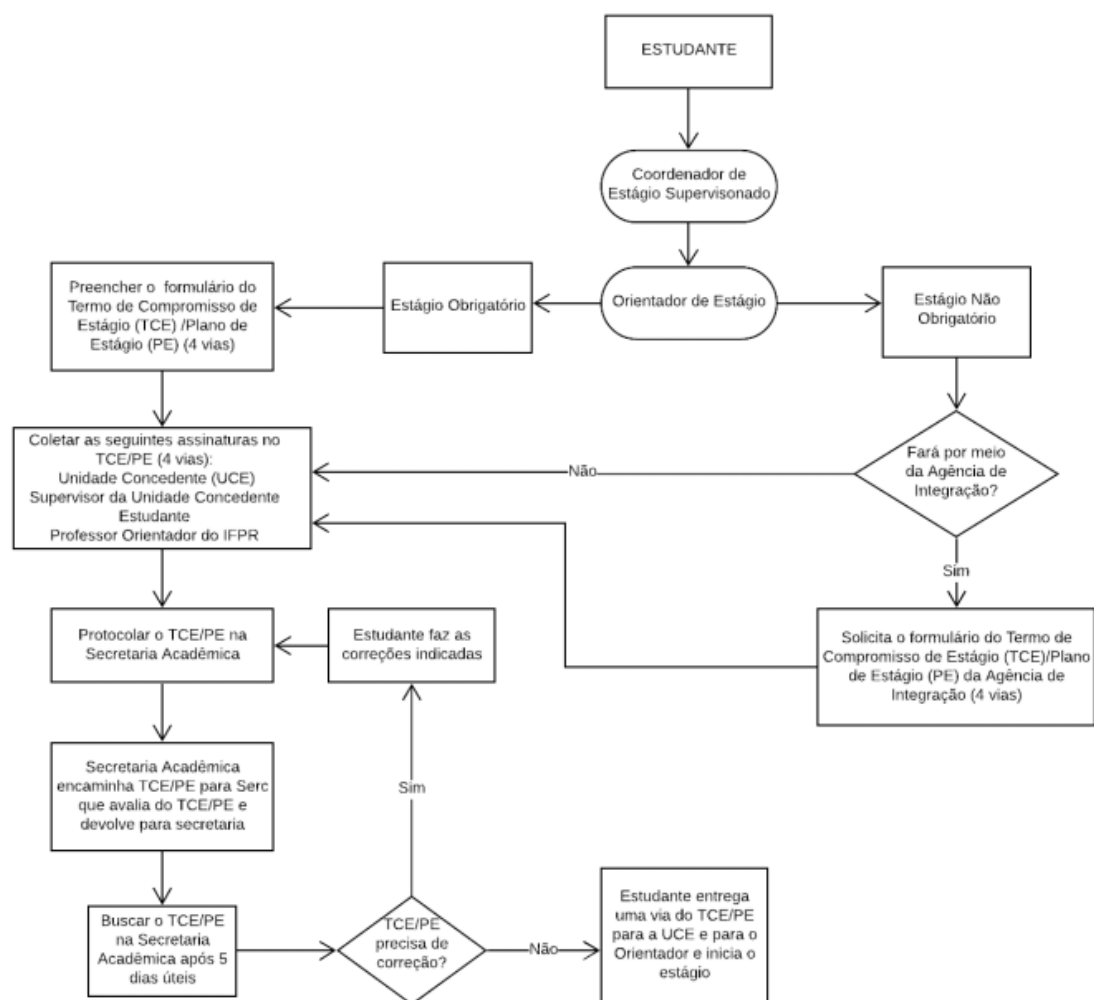 ESTUDANTE
Coordenador de
Estágio Supervisonado
Orientador de Estágio
Estágio Obrigatório
Estágio Não
Obrigatório
Preencher o formulário do
Termo de Compromisso de
Estágio (TCE) /Plano de
Estágio (PE) (4 vias)
Coletar as seguintes assinaturas no
TCE/PE (4 vias):
Unidade Concedente (UCE)
Supervisor da Unidade Concedente
Estudante
Professor Orientador do IFPR
Não
Fará por meio
da Agência de
Integração?
Sim
Solicita o formulário do Termo de
Compromisso de Estágio (TCE)/Plano
de Estágio (PE) da Agência de
Integração (4 vias)
Protocolar o TCE/PE na
Secretaria Acadêmica
Estudante faz as
correções indicadas
Secretaria Acadêmica
encaminha TCE/PE para Serc
que avalia do TCE/PE e
devolve para secretaria
Sim
Buscar o TCE/PE
na Secretaria
Acadêmica após 5
dias úteis
TCE/PE
precisa de
correção?
Não
Estudante entrega
uma via do TCE/PE
para a UCE e para o
Orientador e inicia o
estágio